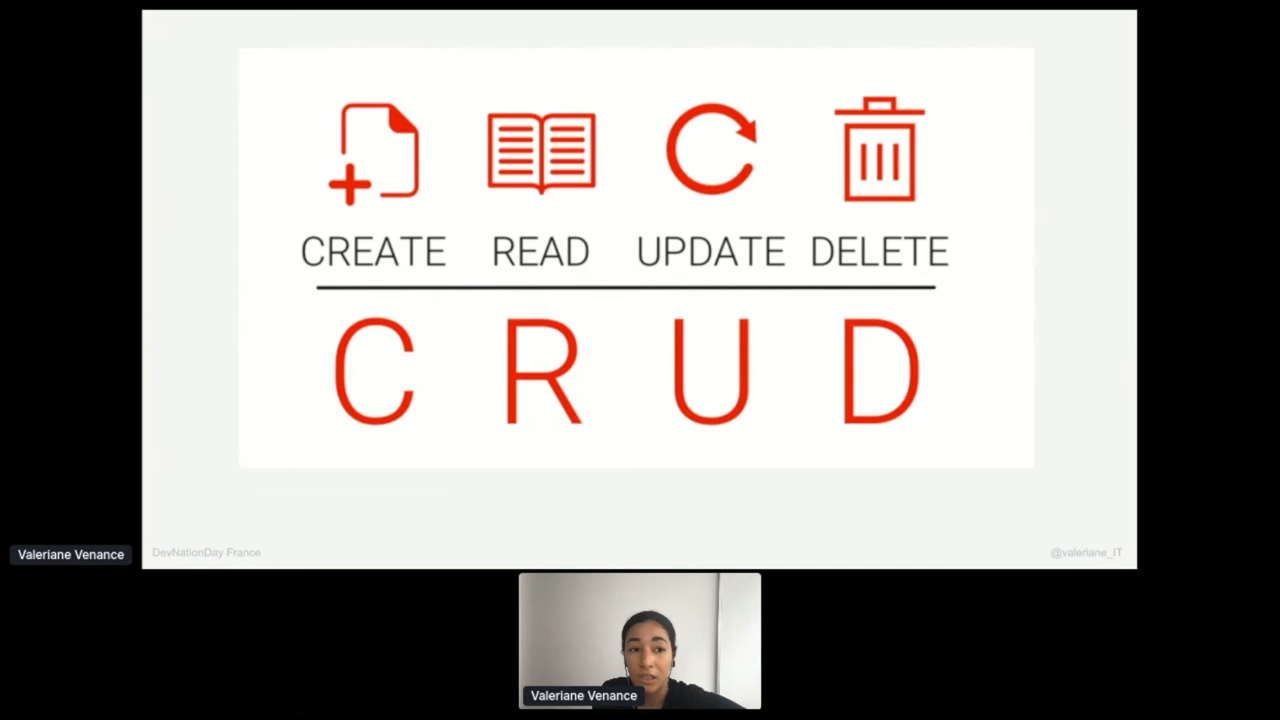 CREATE READ UPDATE DELETE
C R U D
Valeriane Venance
DevNationDay France
@valeriane_IT
Valeriane Venance